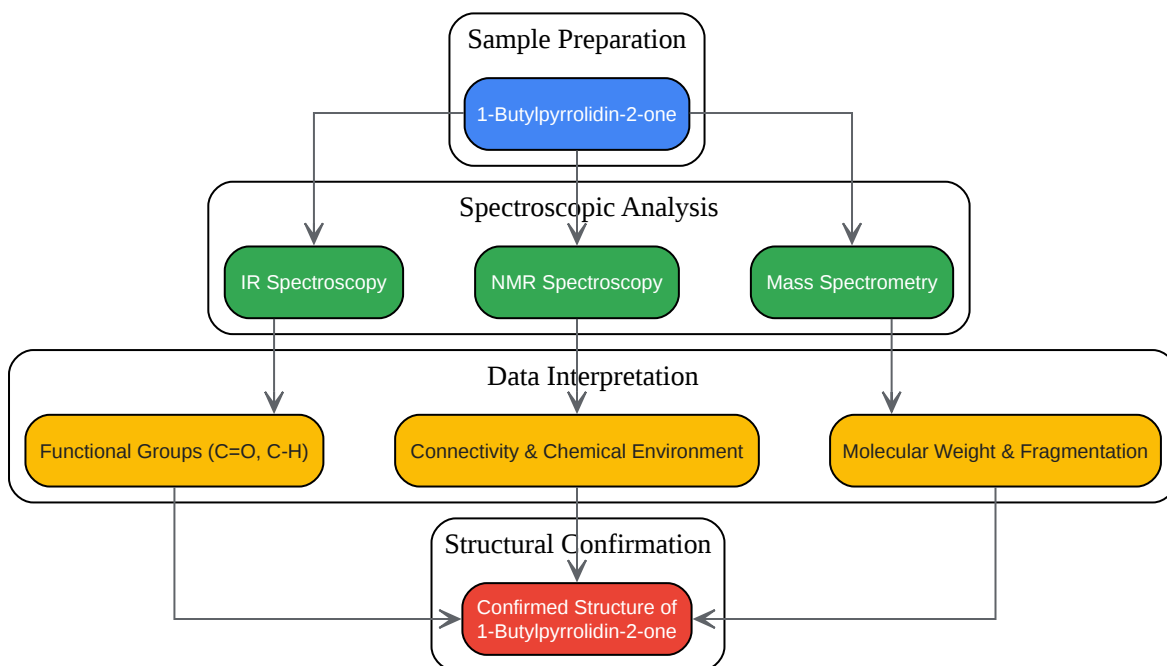 Sample Preparation
1-Butylpyrrolidin-2-one
Spectroscopic Analysis
IR Spectroscopy
NMR Spectroscopy
Mass Spectrometry
Data Interpretation
Functional Groups (C=O, C-H)
Connectivity & Chemical Environment
Molecular Weight & Fragmentation
Structural Confirmation
Confirmed Structure of
1-Butylpyrrolidin-2-one